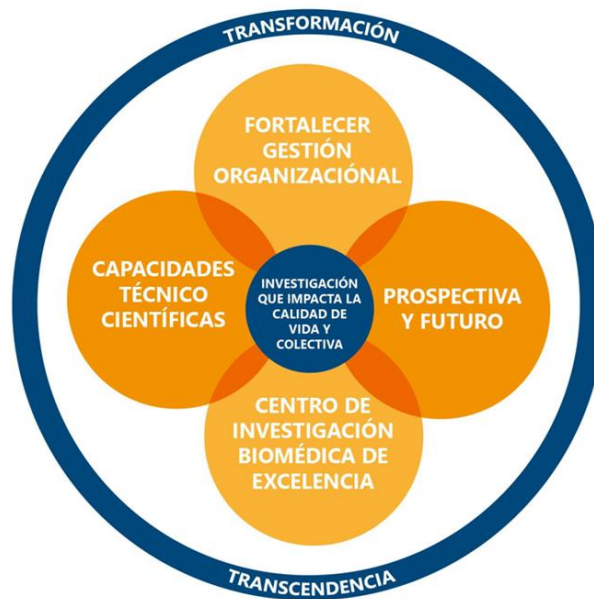 TRANSFORMACIÓN
FORTALECER
GESTIÓN
ORGANIZACIÓNAL
CAPACIDADES
TÉCNICO
CIENTÍFICAS
INVESTIGACIÓN
QUE IMPACTA LA
CALIDAD DE
VIDA Y
COLECTIVA
PROSPECTIVA
Y FUTURO
CENTRO DE
INVESTIGACIÓN
BIOMÉDICA DE
EXCELENCIA
TRANSCENDENCIA